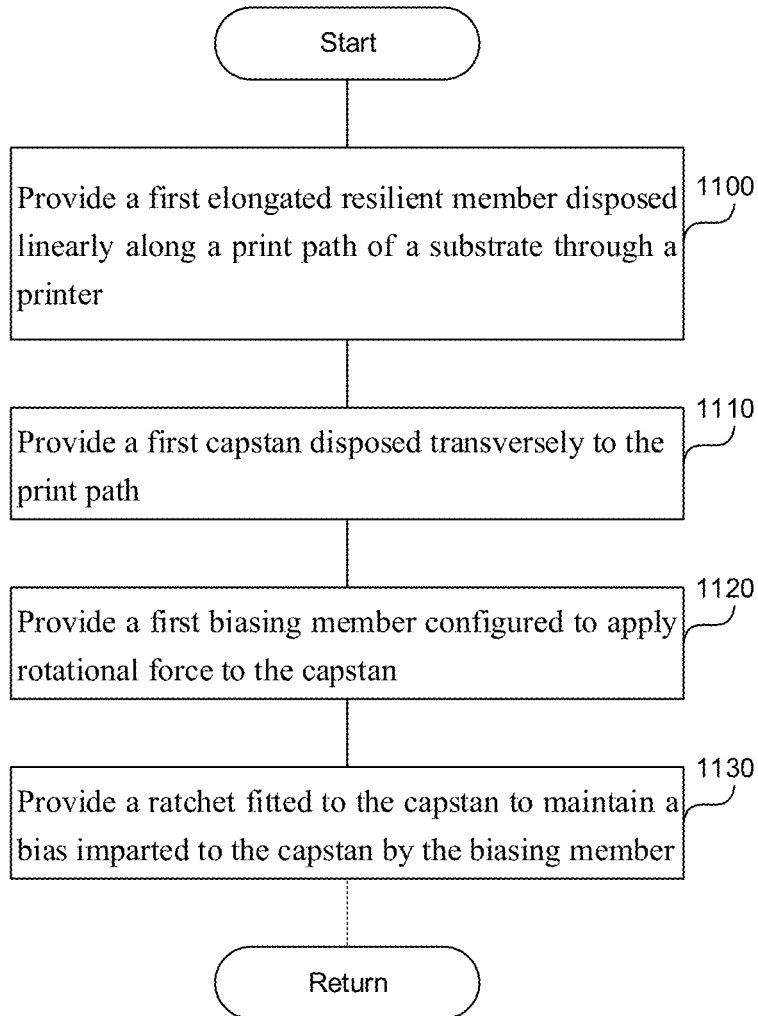 Start
Provide a first elongated resilient member disposed
linearly along a print path of a substrate through a
printer
1100
Provide a first capstan disposed transversely to the
print path
1110
Provide a first biasing member configured to apply
rotational force to the capstan
1120
Provide a ratchet fitted to the capstan to maintain a
bias imparted to the capstan by the biasing member
1130
Return